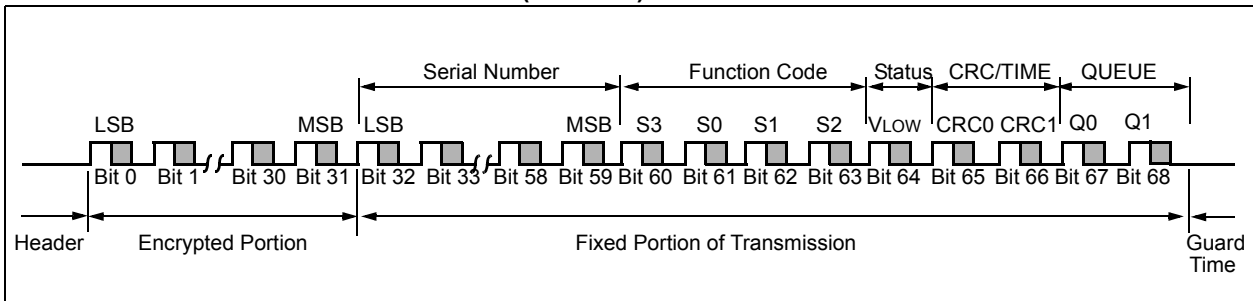 Serial Number Function Code Status CRC/TIME QUEUE
LSB MSB LSB MSB S3 S0 S1 S2 VLOW CRC0 CRC1 Q0 Q1
Bit 0 Bit 1 Bit 30 Bit 31 Bit 32 Bit 33 Bit 58 Bit 59 Bit 60 Bit 61 Bit 62 Bit 63 Bit 64 Bit 65 Bit 66 Bit 67 Bit 68
Header Encrypted Portion Fixed Portion of Transmission Guard
Time